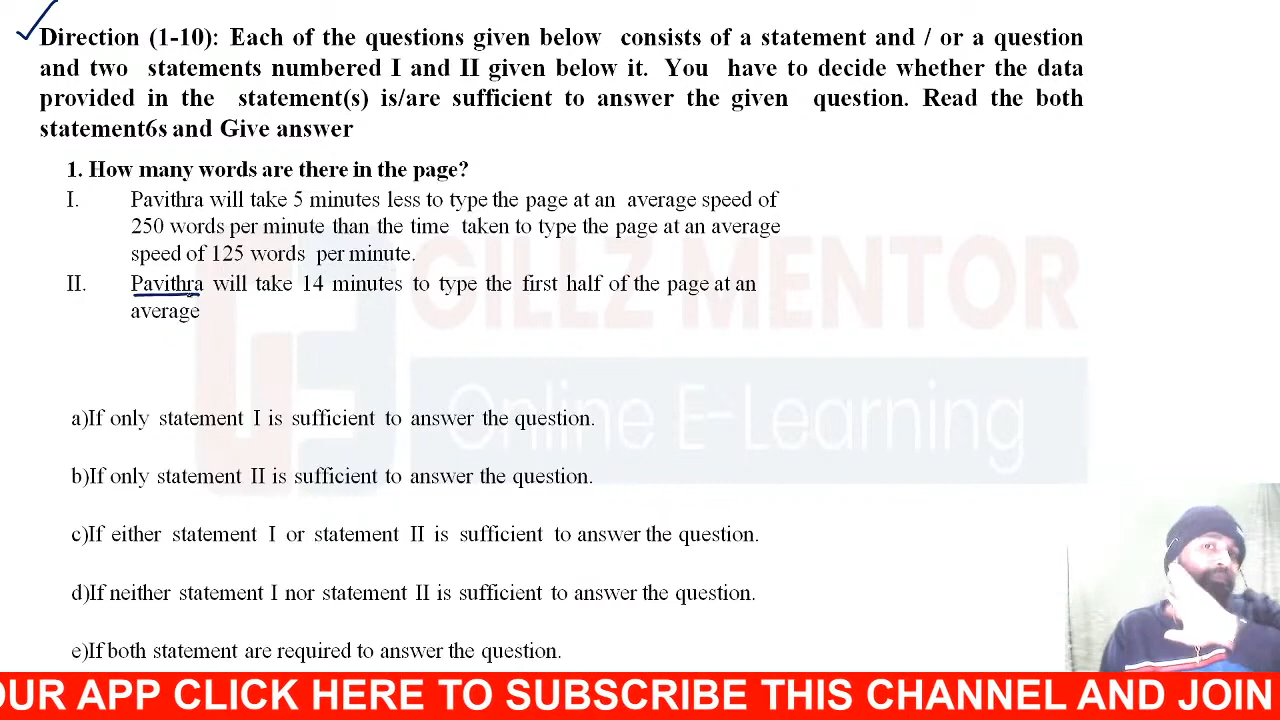 Direction (1-10): Each of the questions given below consists of a statement and / or a question
and two statements numbered I and II given below it. You have to decide whether the data
provided in the statement(s) is/are sufficient to answer the given question. Read the both
statement6s and Give answer
1. How many words are there in the page?
I. Pavithra will take 5 minutes less to type the page at an average speed of
250 words per minute than the time taken to type the page at an average
speed of 125 words per minute.
II. Pavithra will take 14 minutes to type the first half of the page at an
average
GILLZ MENTOR
Online E-Learning
a)If only statement I is sufficient to answer the question.
b)If only statement II is sufficient to answer the question.
c)If either statement I or statement II is sufficient to answer the question.
d)If neither statement I nor statement II is sufficient to answer the question.
e)If both statement are required to answer the question.
OUR APP CLICK HERE TO SUBSCRIBE THIS CHANNEL AND JOIN